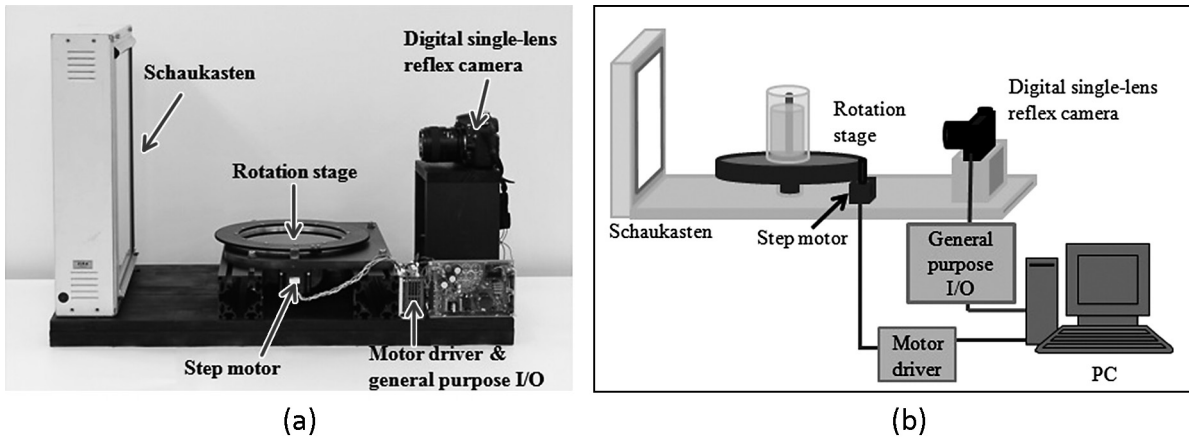 Schaukasten
Digital single-lens
reflex camera
Rotation stage
Step motor
Motor driver &
general purpose I/O
(a)
Digital single-lens
reflex camera
Rotation
stage
Schaukasten
Step motor
General
purpose
I/O
Motor
driver
PC
(b)